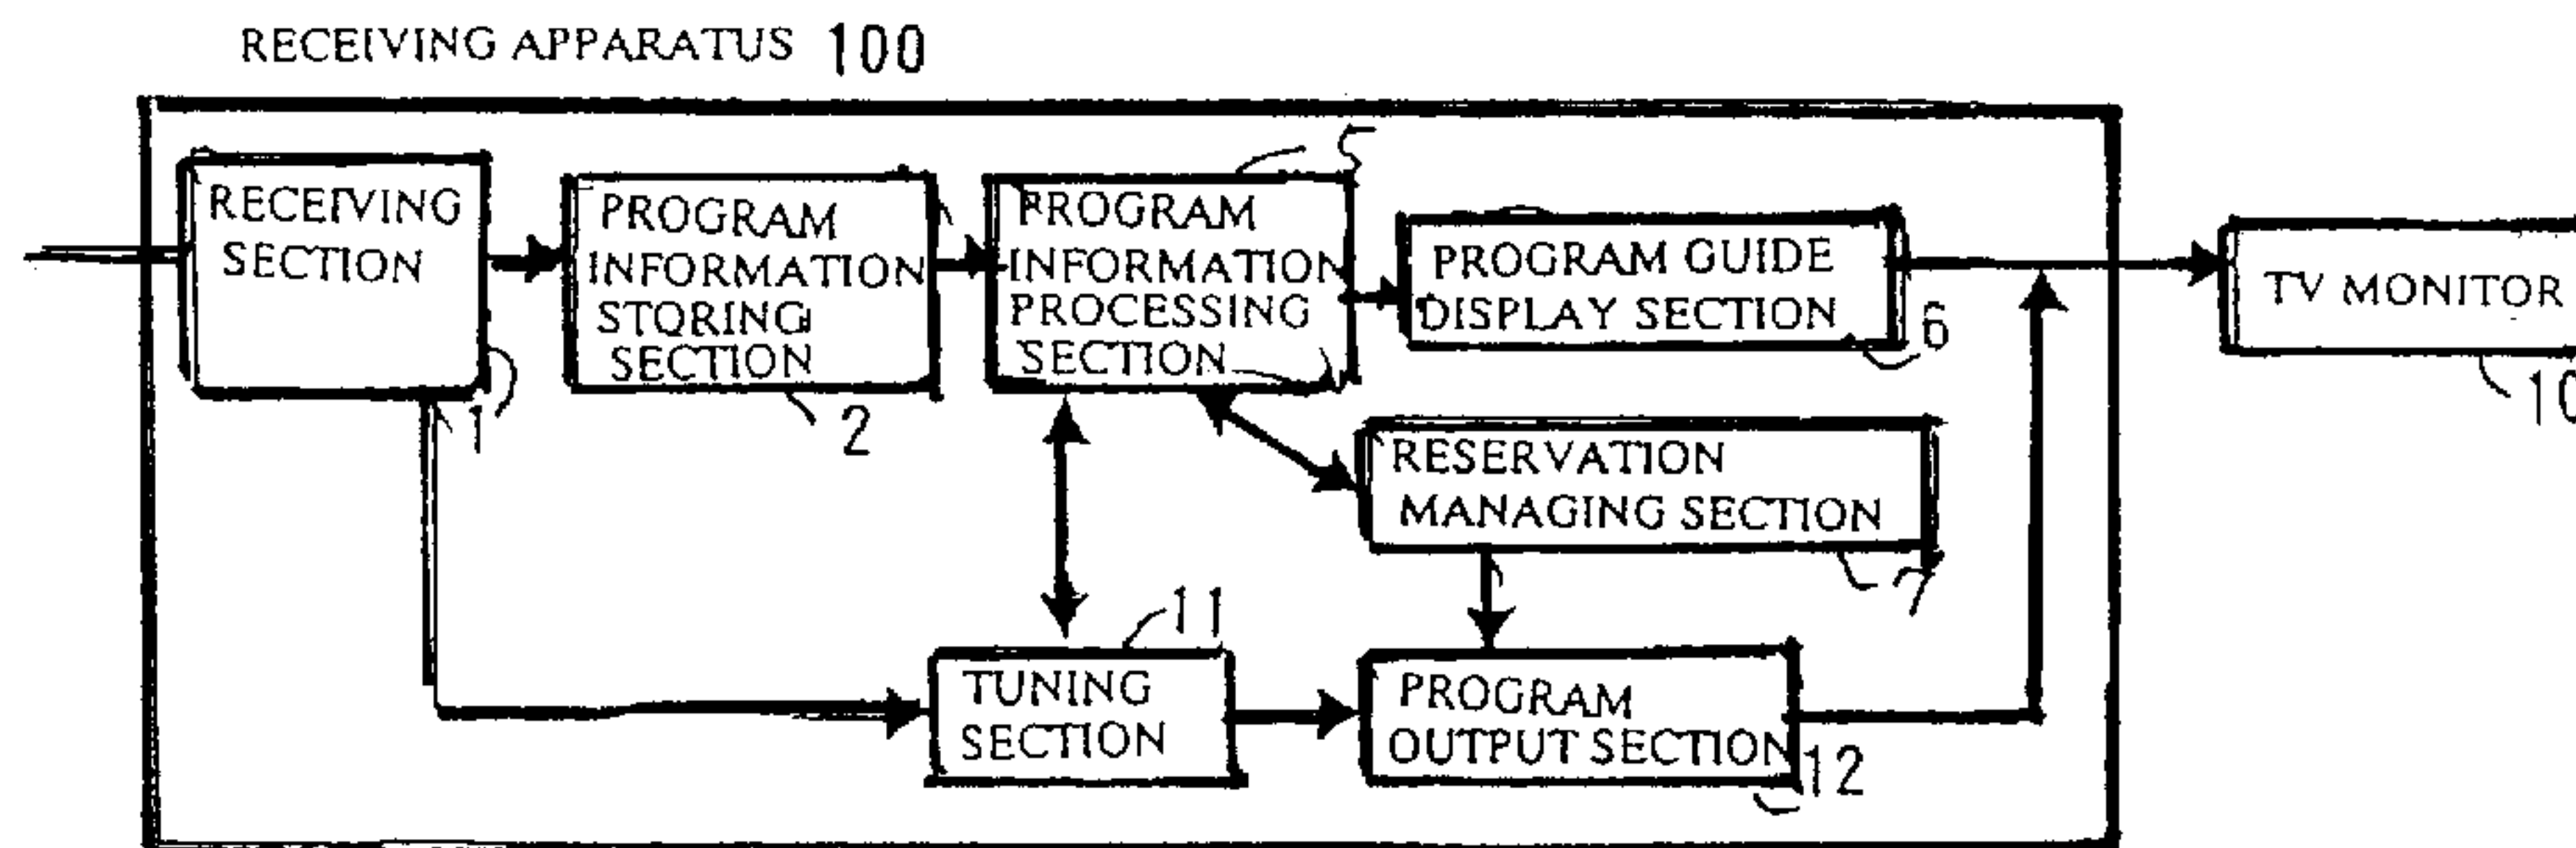 RECEIVING APPARATUS 100
RECEIVING
SECTION
1
PROGRAM
INFORMATION
STORING
SECTION
2
PROGRAM
INFORMATION
PROCESSING
SECTION
5
PROGRAM GUIDE
DISPLAY SECTION
6
TV MONITOR
10
RESERVATION
MANAGING SECTION
7
11
TUNING
SECTION
PROGRAM
OUTPUT SECTION
12